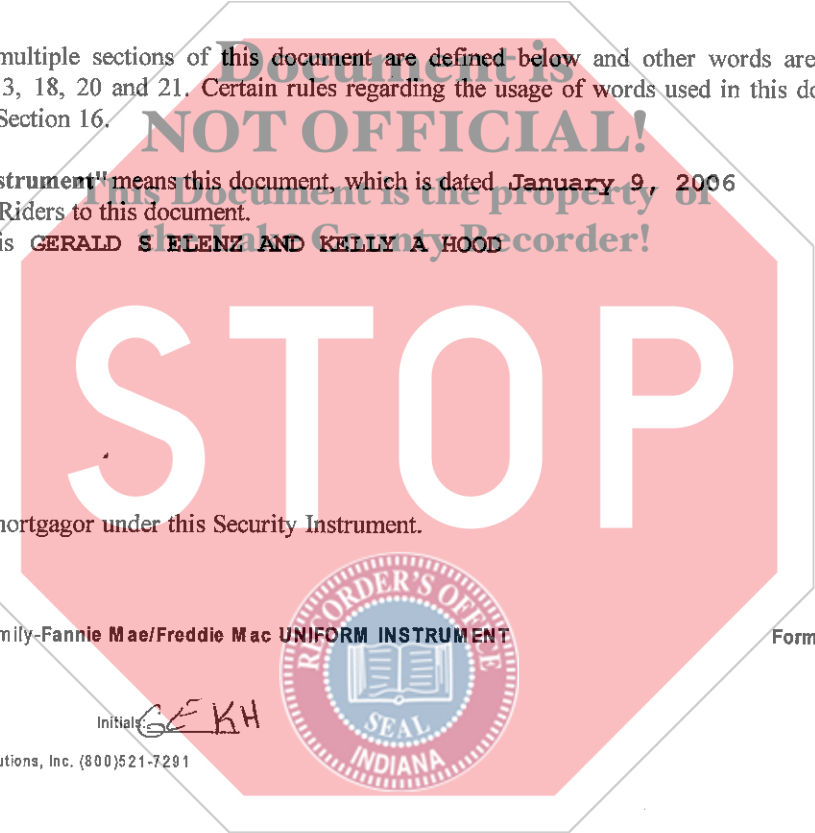 multiple sections of this document are defined below and other words are
3, 18, 20 and 21. Certain rules regarding the usage of words used in this do
Section 16.
Document is
NOT OFFICIAL!
This Document is the property of
the Lake County Recorder!
strument" means this document, which is dated January 9, 2006
Riders to this document.
is GERALD S ELENZ AND KELLY A HOOD
STOP
mortgagor under this Security Instrument.
mily-Fannie Mae/Freddie Mac UNIFORM INSTRUMENT Form
RECORDER'S OFFICE
SEAL
INDIANA
Initials: GE KH
utions, Inc. (800)521-7291